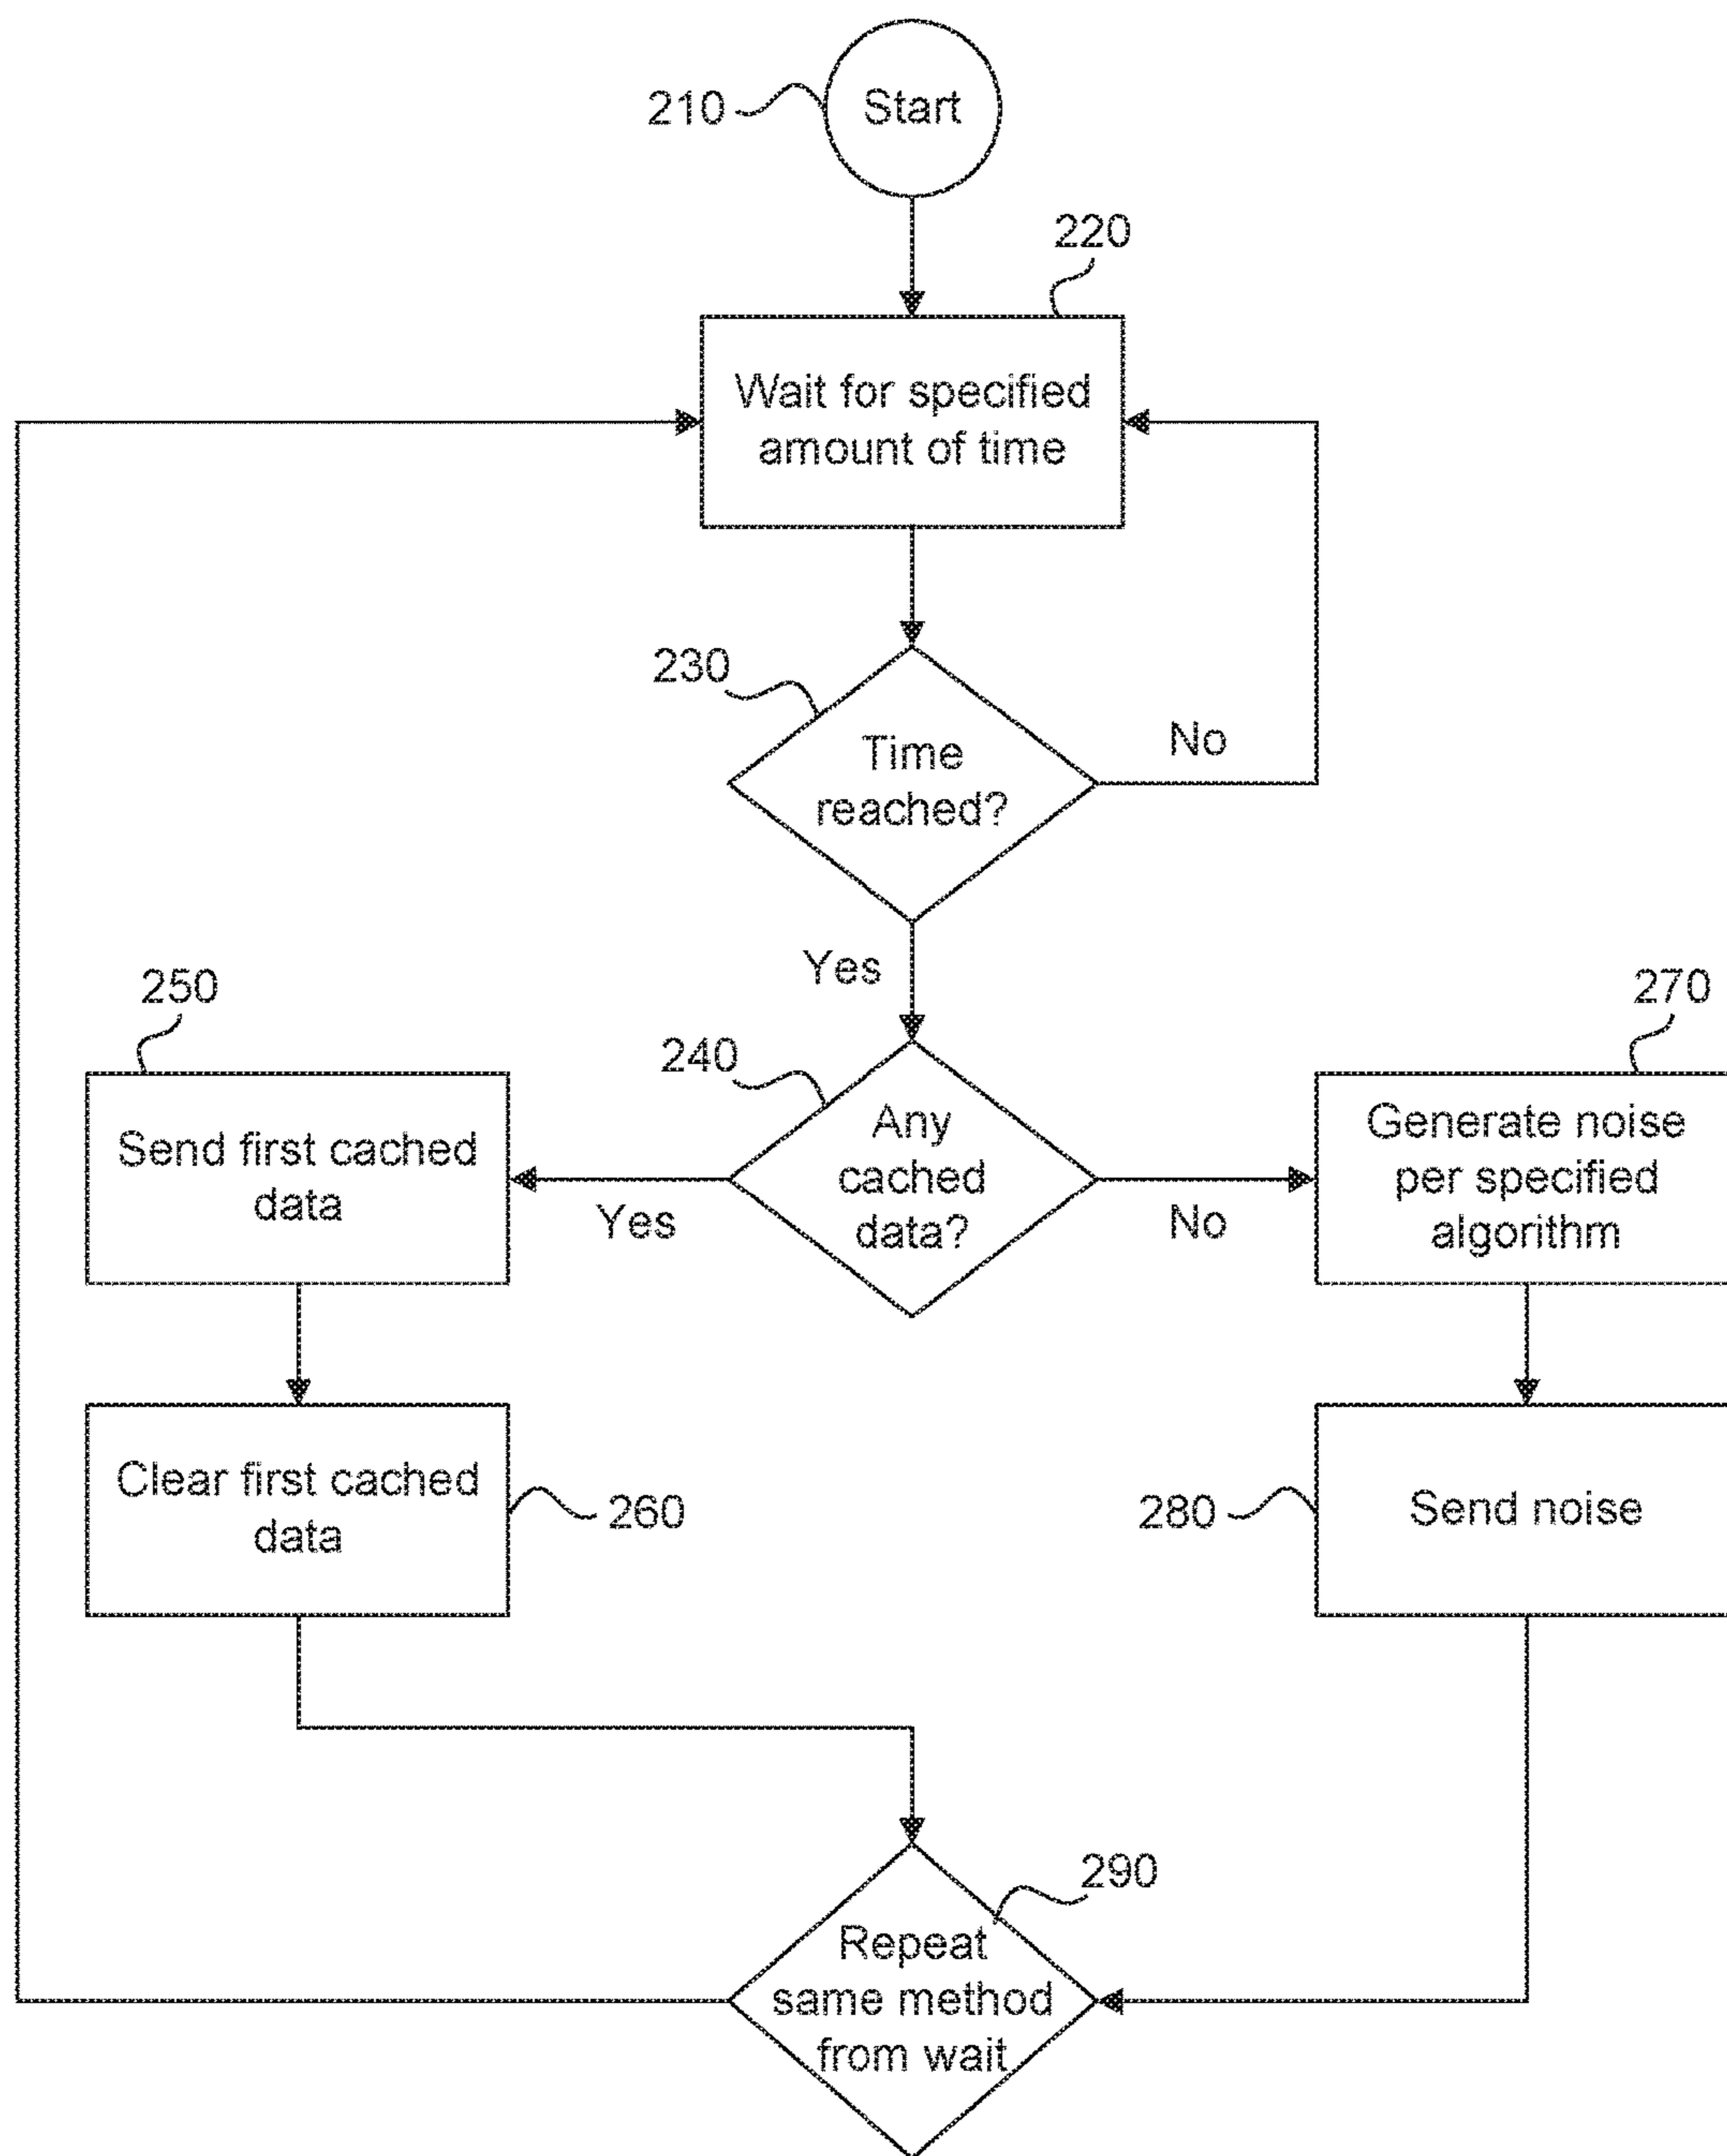 210
Start
220
Wait for specified
amount of time
230
Time
reached?
No
Yes
250
240
270
Send first cached
data
Any
cached
data?
Generate noise
per specified
algorithm
Yes
No
Clear first cached
data
260
280
Send noise
290
Repeat
same method
from wait